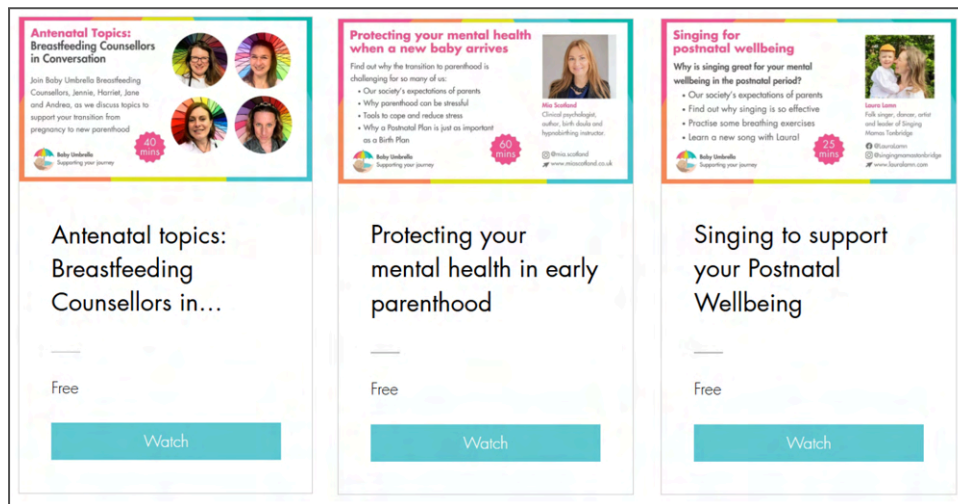 Antenatal Topics:
Breastfeeding Counsellors
in Conversation
Join Baby Umbrella Breastfeeding
Counsellors, Jennie, Harriet, Jane
and Andrea, as we discuss topics to
support your transition from
pregnancy to new parenthood
40
mins
Baby Umbrella
Supporting your journey
Antenatal topics:
Breastfeeding
Counsellors in...
Free
Watch
Protecting your mental health
when a new baby arrives
Find out why the transition to parenthood is
challenging for so many of us:
• Our society's expectations of parents
• Why parenthood can be stressful
• Tools to cope and reduce stress
• Why a Postnatal Plan is just as important
as a Birth Plan
Mia Scotland
Clinical psychologist,
author, birth doula and
hypnobirthing instructor.
60
mins
@mia.scotland
www.miascotland.co.uk
Baby Umbrella
Supporting your journey
Protecting your
mental health in early
parenthood
Free
Watch
Singing for
postnatal wellbeing
Why is singing great for your mental
wellbeing in the postnatal period?
• Our society's expectations of parents
• Find out why singing is so effective
• Practise some breathing exercises
• Learn a new song with Laura!
Laura Lamn
Folk singer, dancer, artist
and leader of Singing
Mamas Tonbridge
25
mins
@LauraLamn
@singingmamastonbridge
www.lauralamn.com
Baby Umbrella
Supporting your journey
Singing to support
your Postnatal
Wellbeing
Free
Watch